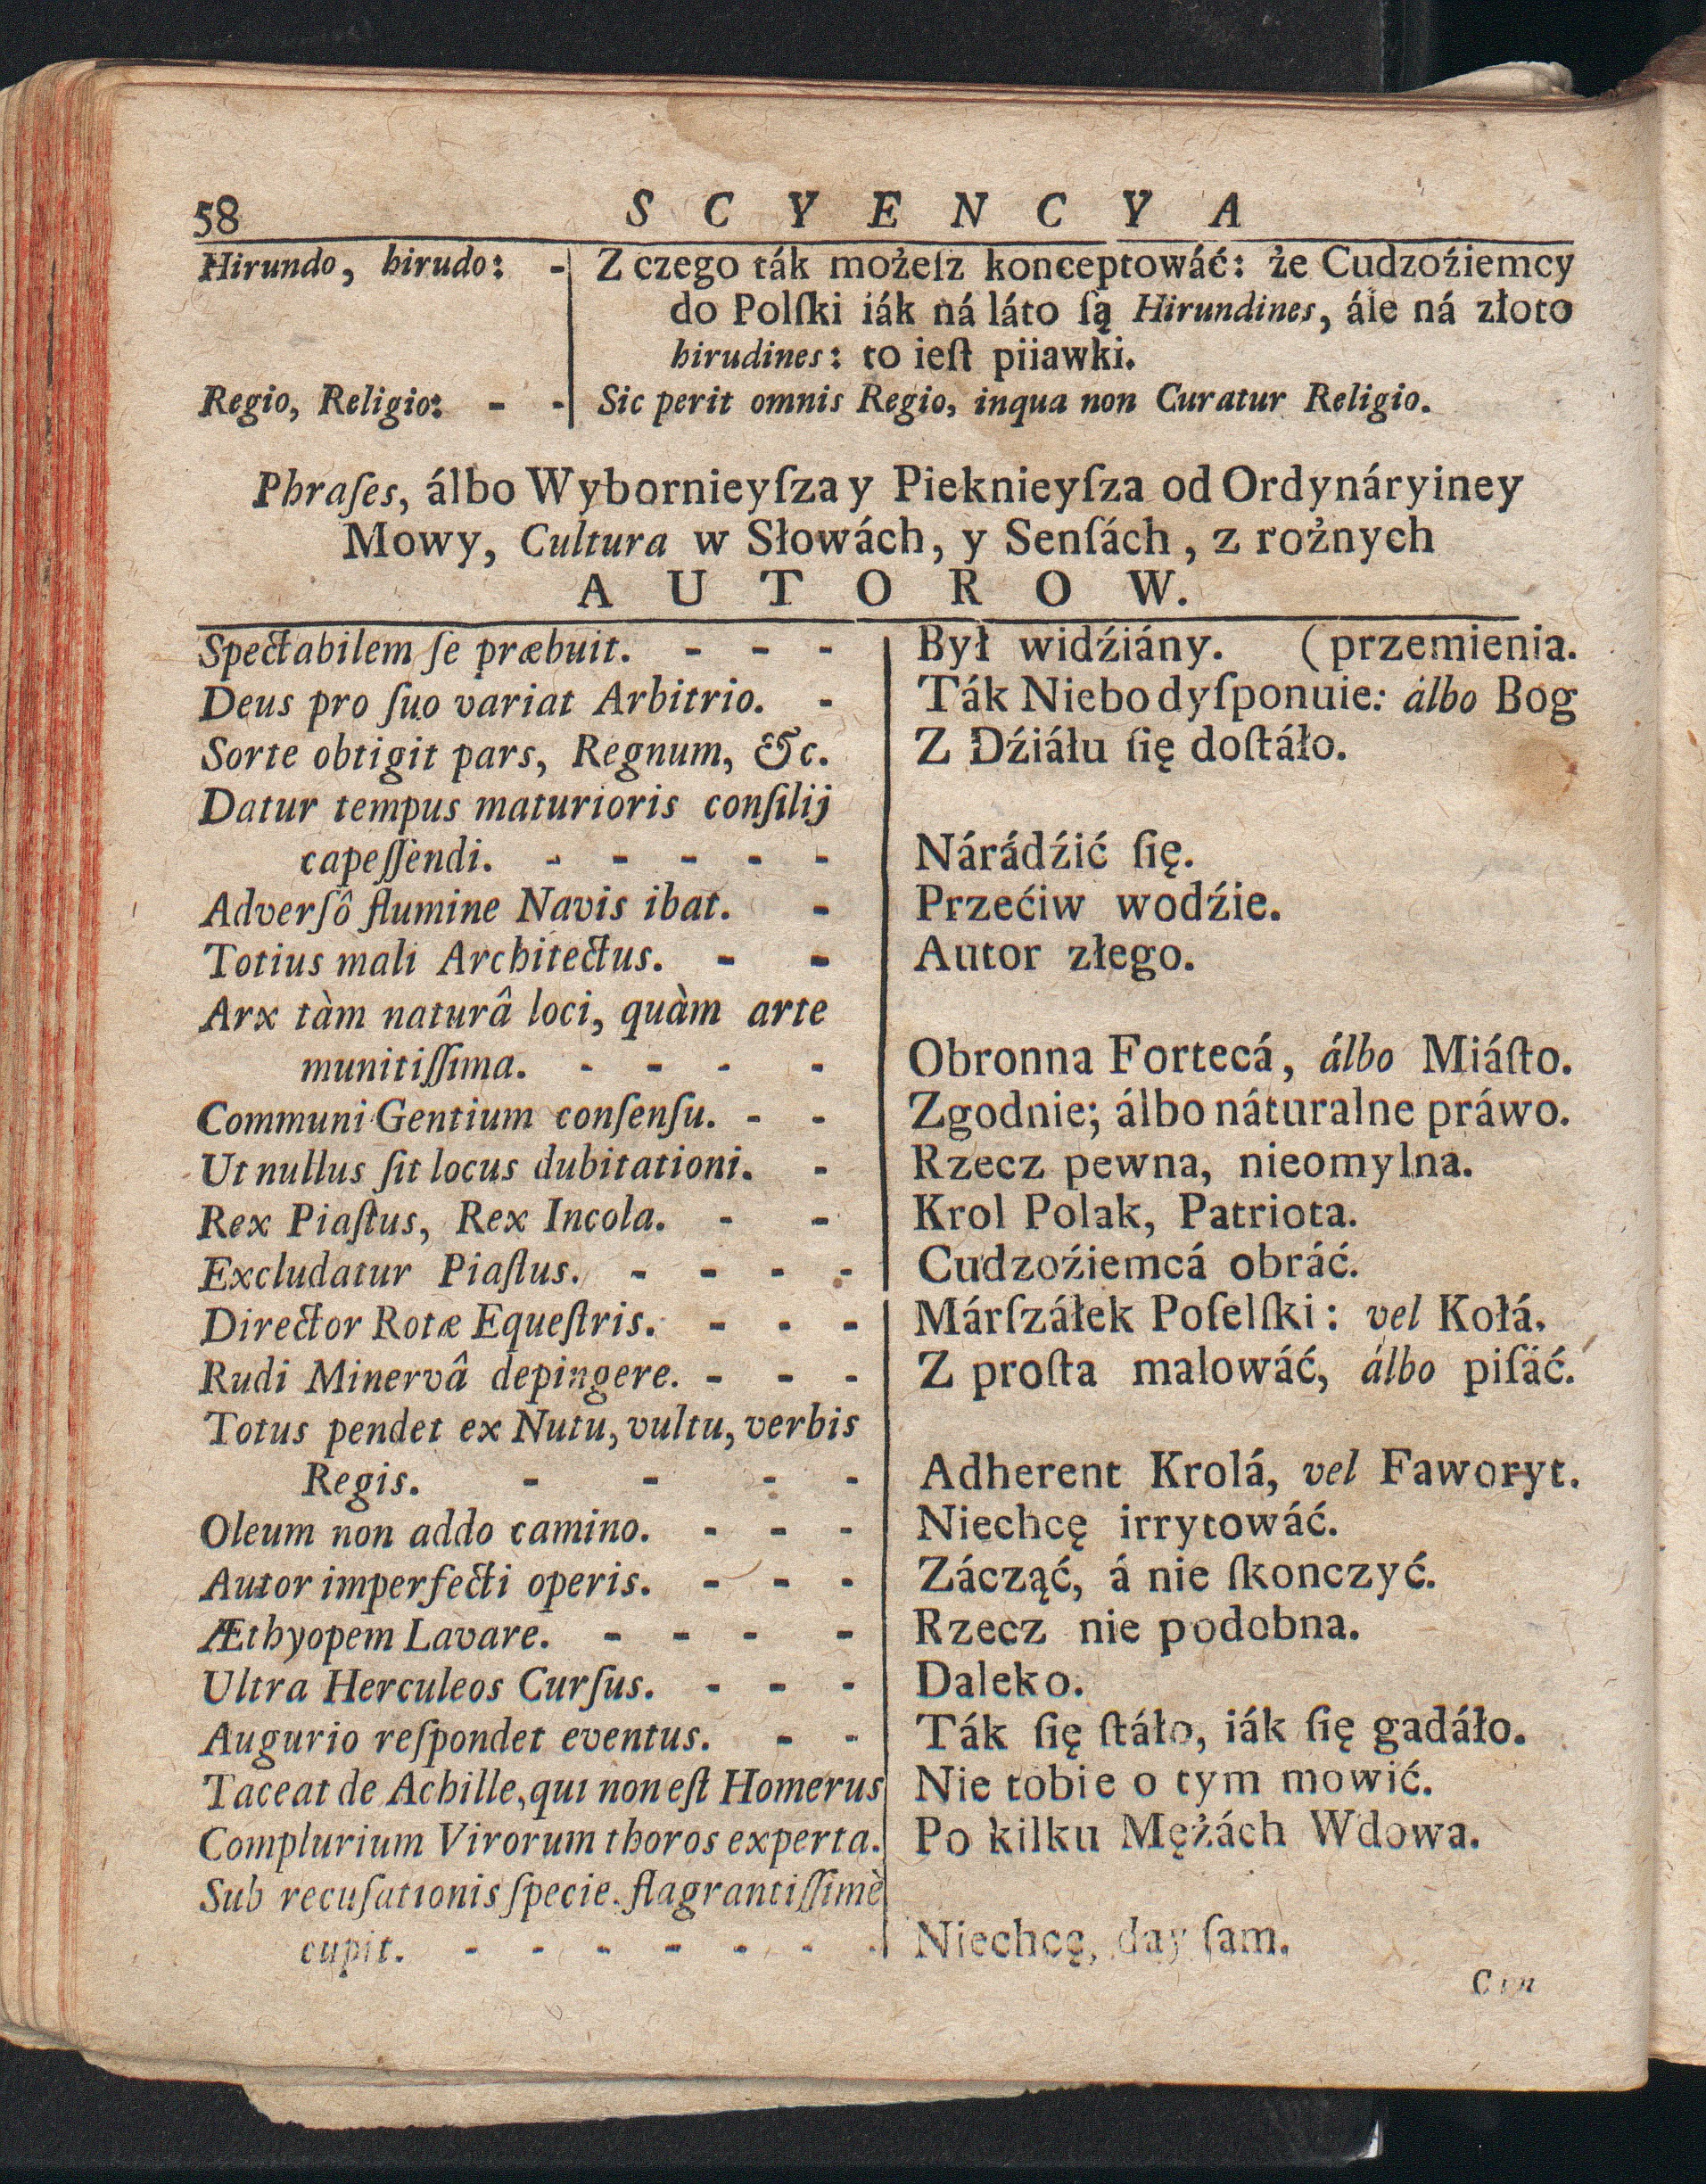 58 SCYENCYA
Hirundo, hirudo: - Z czego ták możeſz konceptowáć: że Cudzoźiemcy
do Polſki iák ná láto ſą Hirundines, ále ná złoto
hirudines: to ieſt piiawki.
Regio, Religio: - - Sic perit omnis Regio, inqua non Curatur Religio.
Phraſes, álbo Wybornieyſza y Pieknieyſza od Ordynáryiney
Mowy, Cultura w Słowách, y Senſách, z rożnych
AUTOROW.
Spectabilem ſe præbuit. - - - Był widźiány. (przemienia.
Deus pro ſuo variat Arbitrio. - Ták Niebo dyſponuie: álbo Bog
Sorte obtigit pars, Regnum, &c. Z Dźiáłu ſię doſtáło.
Datur tempus maturioris conſilij
capeſſendi. - - - - - Nárádźić ſię.
Adverſô flumine Navis ibat. - Przećiw wodźie.
Totius mali Architectus. - - Autor złego.
Arx tàm naturâ loci, quàm arte
munitiſſima. - - - - Obronna Fortecá, álbo Miáſto.
Communi Gentium conſenſu. - - Zgodnie; álbo náturalne práwo.
Ut nullus ſit locus dubitationi. - Rzecz pewna, nieomylna.
Rex Piaſtus, Rex Incola. - - Krol Polak, Patriota.
Excludatur Piaſtus. - - - - Cudzoźiemcá obráć.
Director Rotæ Equeſtris. - - - Márſzáłek Poſelſki: vel Kołá.
Rudi Minervâ depingere. - - - Z proſta malowáć, álbo piſáć.
Totus pendet ex Nutu, vultu, verbis
Regis. - - - - Adherent Krolá, vel Faworyt.
Oleum non addo camino. - - - Niechcę irrytowáć.
Autor imperfecti operis. - - - Zácząć, á nie ſkonczyć.
Æthyopem Lavare. - - - - Rzecz nie podobna.
Ultra Herculeos Curſus. - - - Daleko.
Augurio reſpondet eventus. - - Ták ſię ſtáło, iák ſię gadáło.
Taceat de Achille, qui non eſt Homerus Nie tobie o tym mowić.
Complurium Virorum thoros experta. Po kilku Mężách Wdowa.
Sub recuſationis ſpecie flagrantiſſimè
cupit. - - - - - - - Niechcę, day ſam.